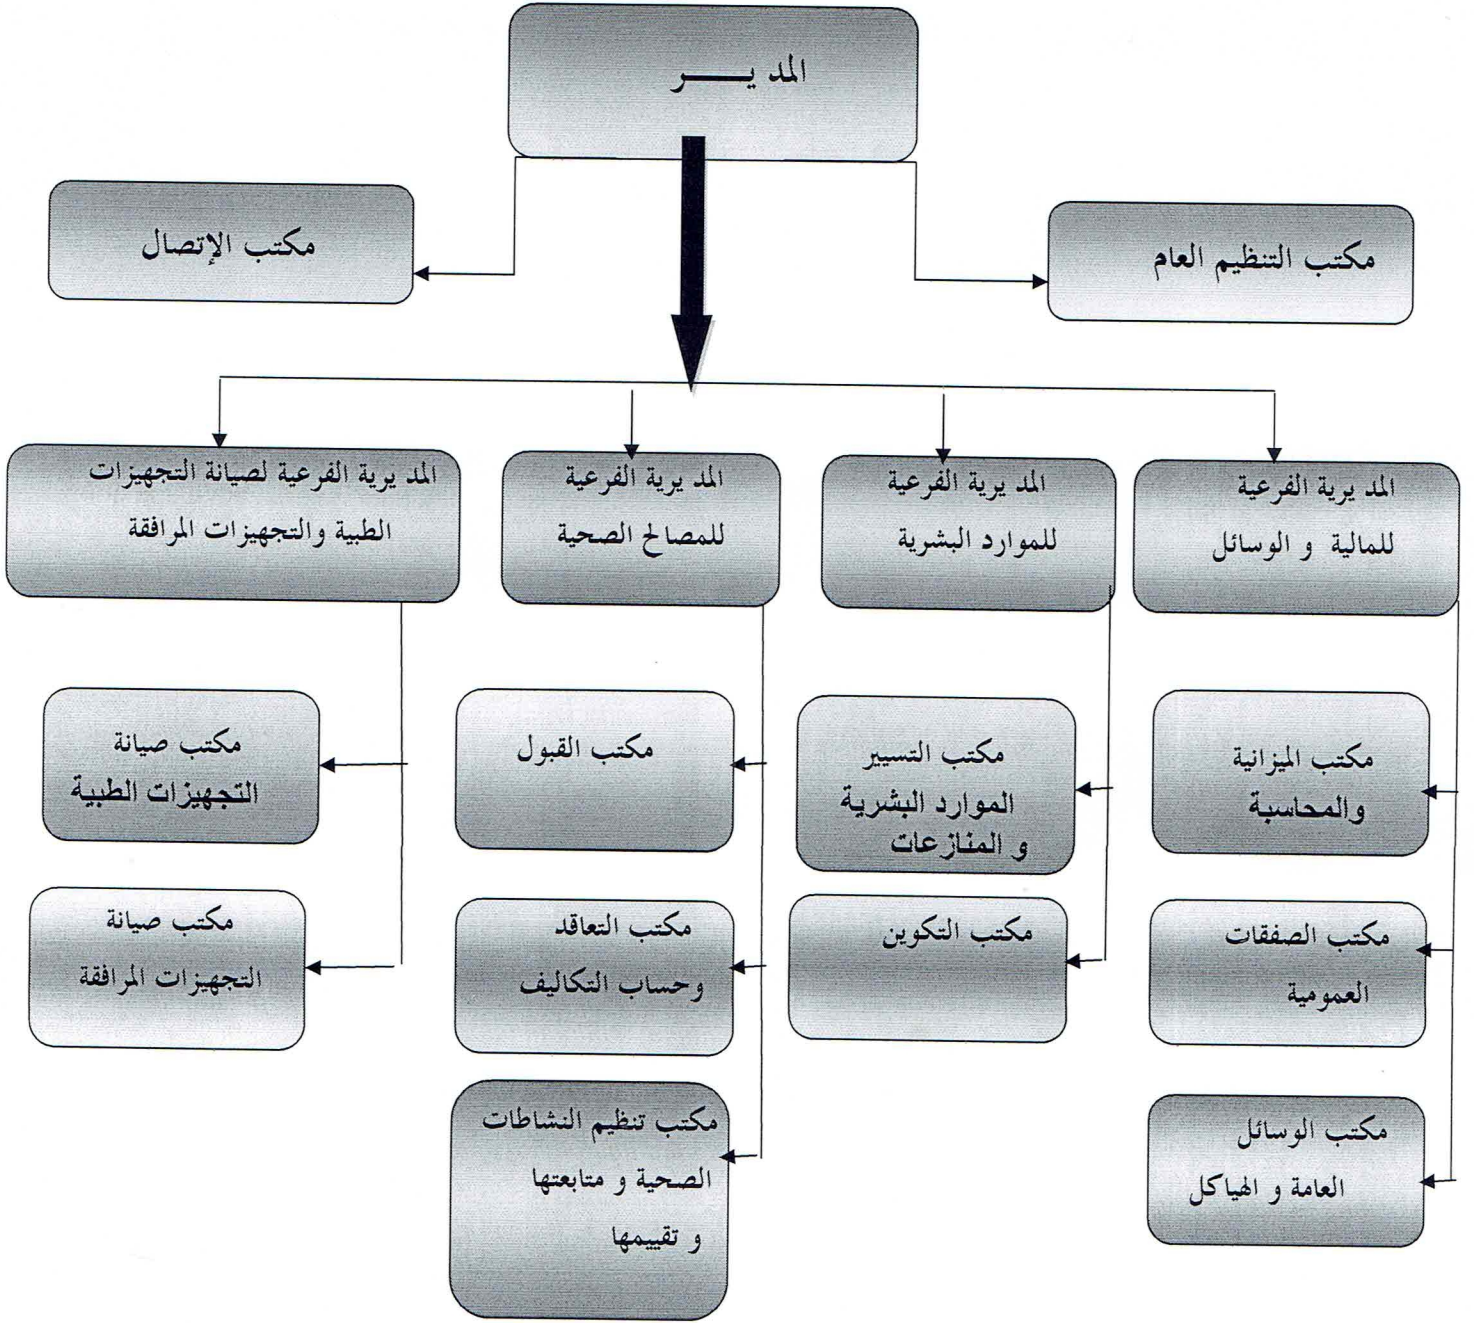 المديـــــر
مكتب التنظيم العام
مكتب الإتصال
المديرية الفرعية
للمالية و الوسائل
المديرية الفرعية
للموارد البشرية
المديرية الفرعية
للمصالح الصحية
المديرية الفرعية لصيانة التجهيزات
الطبية والتجهيزات المرافقة
مكتب الميزانية
والمحاسبة
مكتب الصفقات
العمومية
مكتب الوسائل
العامة و الهياكل
مكتب التسيير
الموارد البشرية
و المنازعات
مكتب التكوين
مكتب القبول
مكتب التعاقد
وحساب التكاليف
مكتب تنظيم النشاطات
الصحية و متابعتها
و تقييمها
مكتب صيانة
التجهيزات الطبية
مكتب صيانة
التجهيزات المرافقة